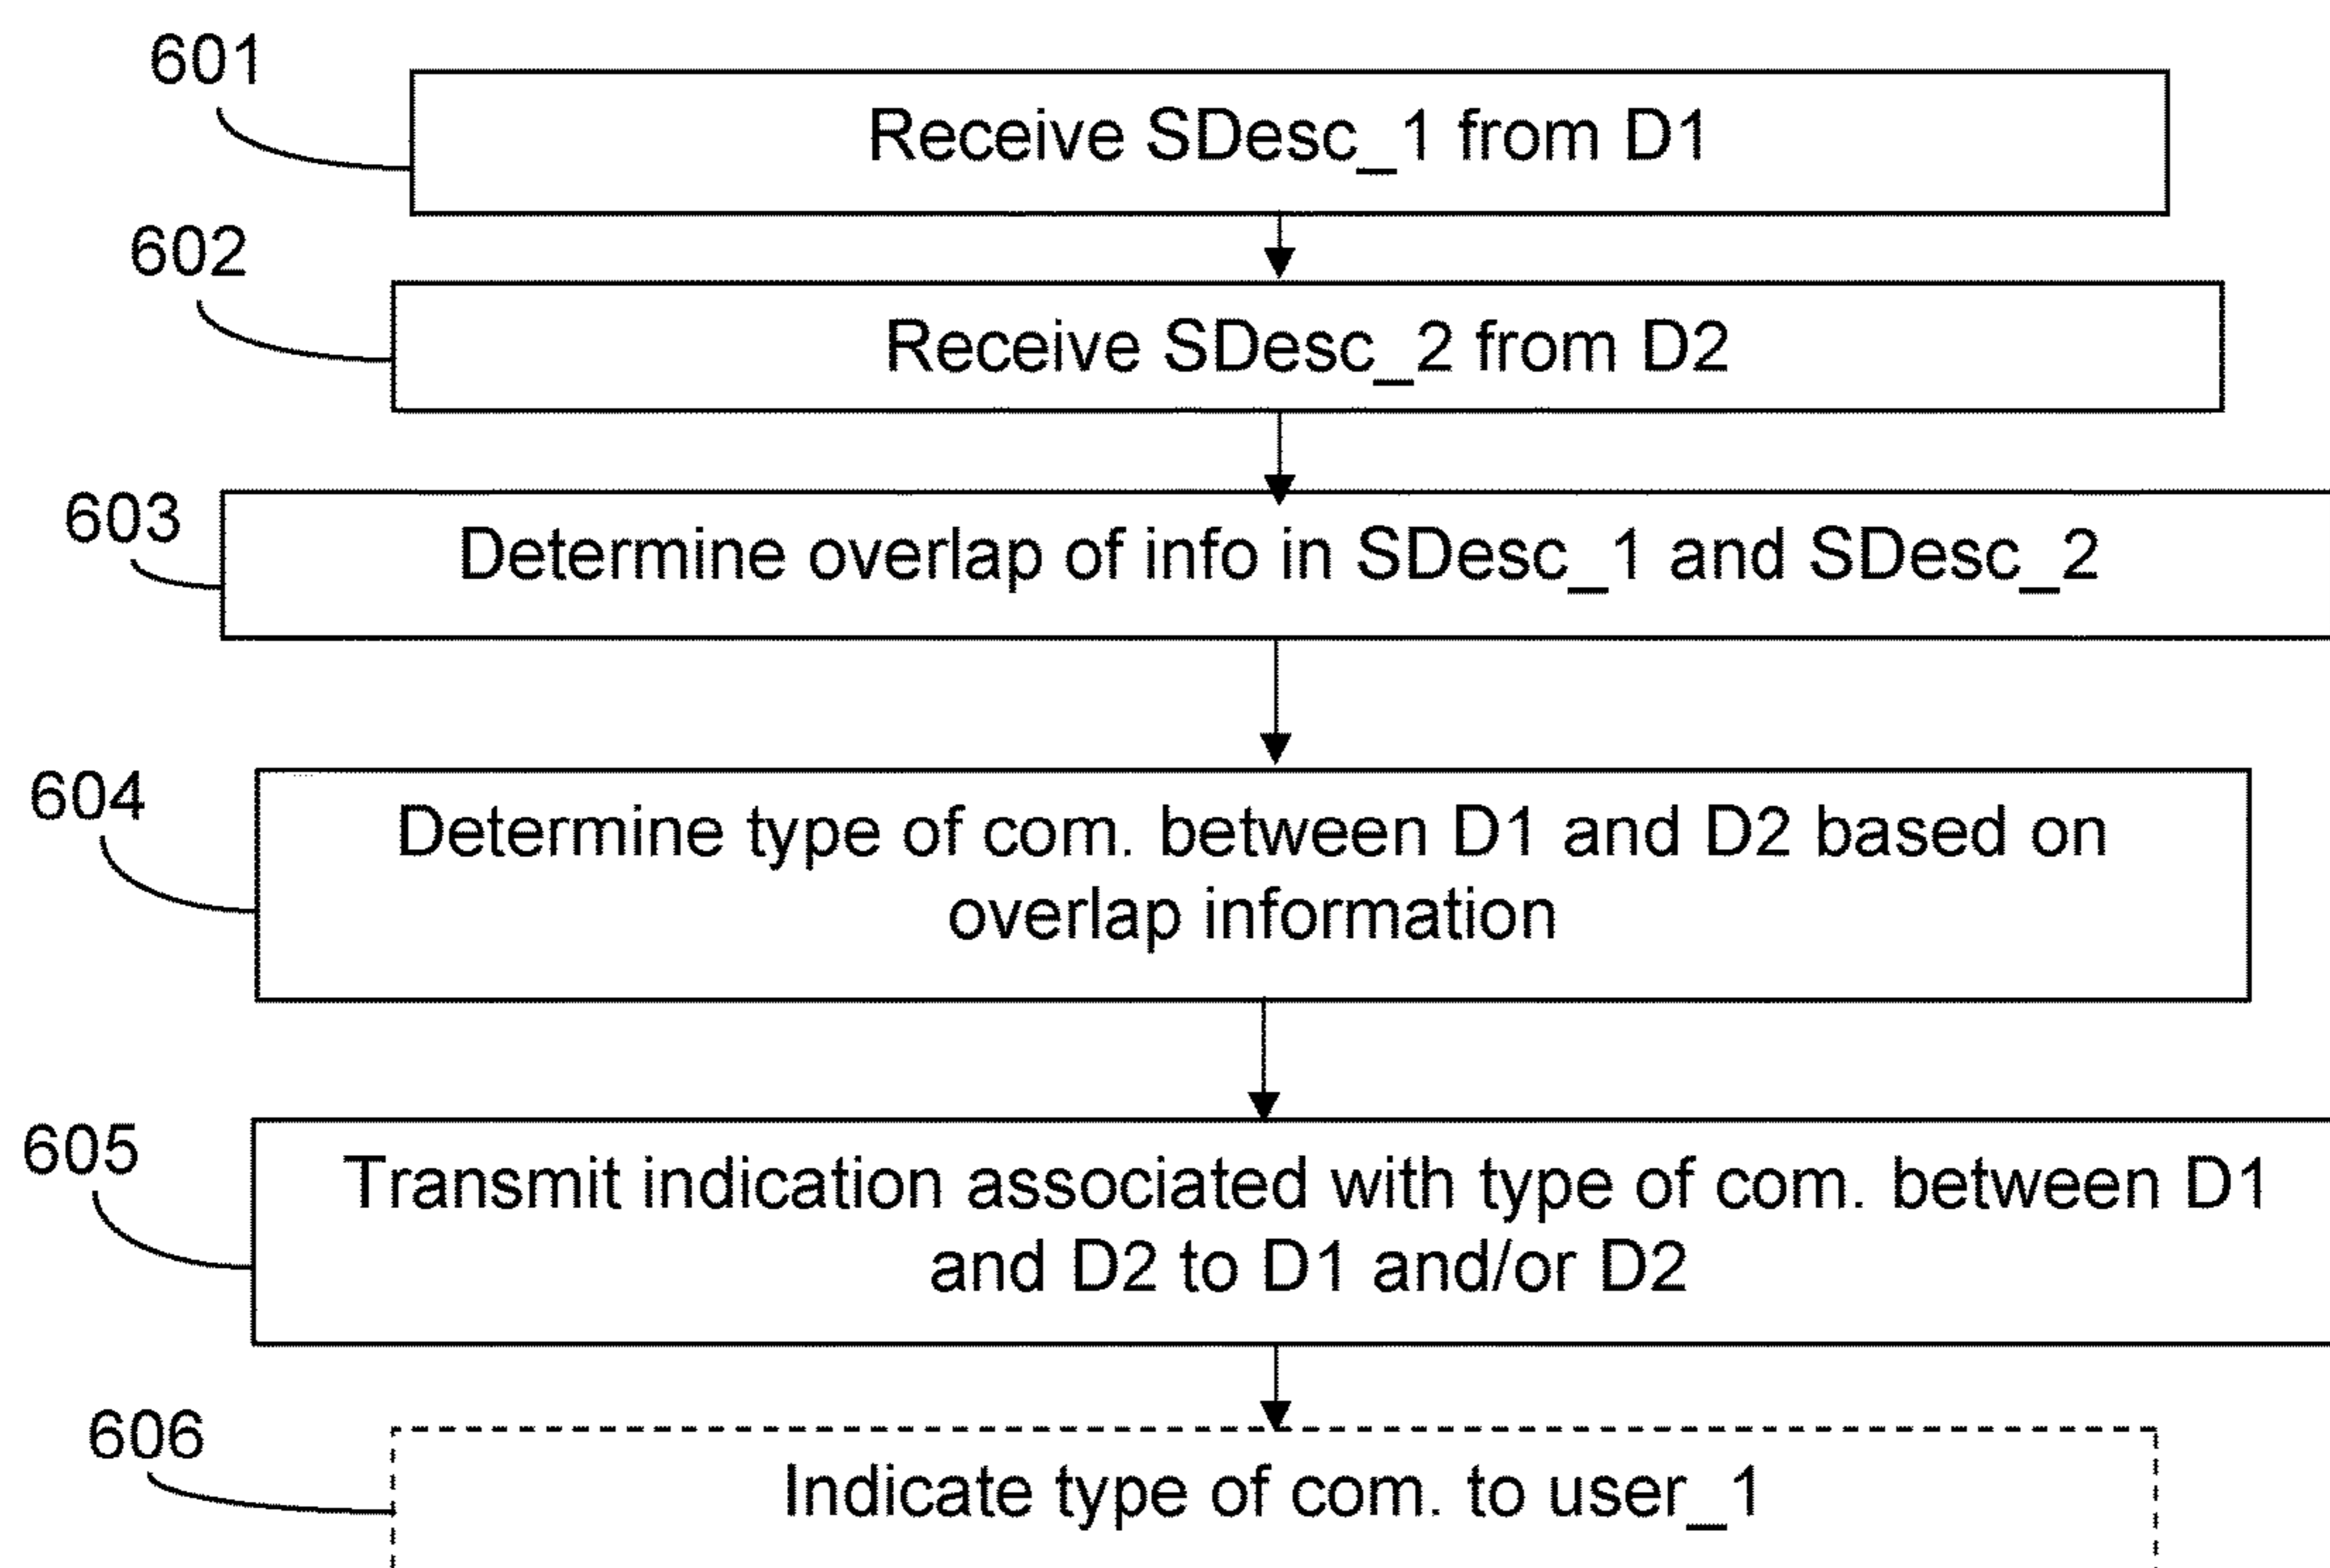 601
Receive SDesc_1 from D1
602
Receive SDesc_2 from D2
603
Determine overlap of info in SDesc_1 and SDesc_2
604
Determine type of com. between D1 and D2 based on
overlap information
605
Transmit indication associated with type of com. between D1
and D2 to D1 and/or D2
606
Indicate type of com. to user_1